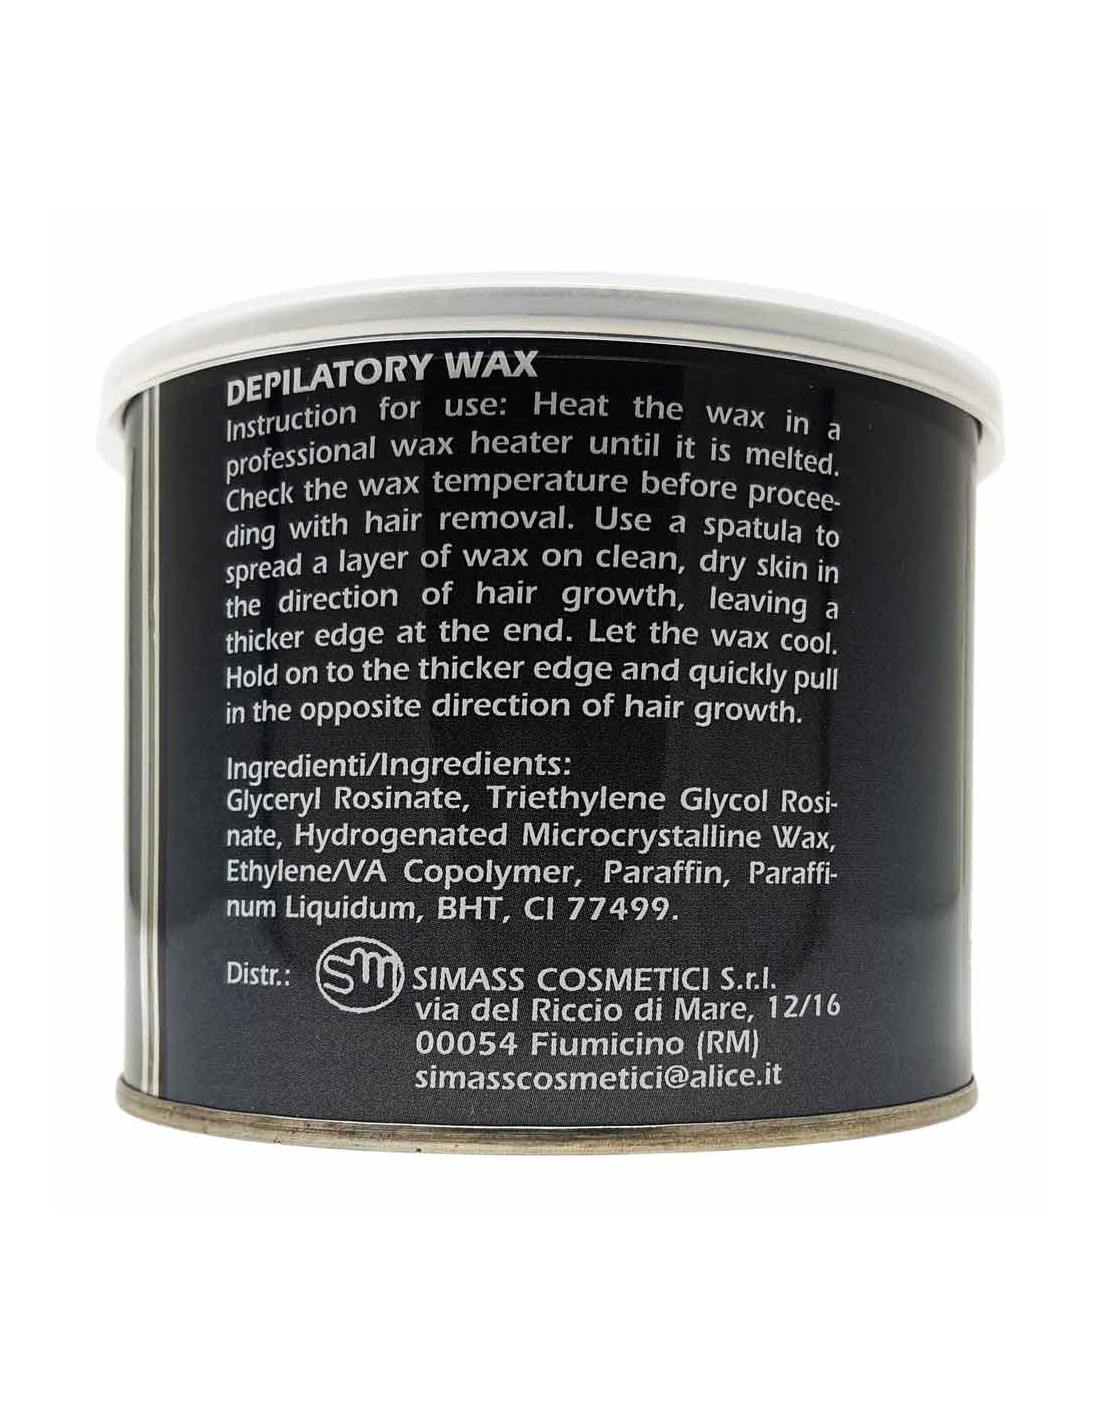 DEPILATORY WAX
Instruction for use: Heat the wax in a
professional wax heater until it is melted.
Check the wax temperature before procee-
ding with hair removal. Use a spatula to
spread a layer of wax on clean, dry skin in
the direction of hair growth, leaving a
thicker edge at the end. Let the wax cool.
Hold on to the thicker edge and quickly pull
in the opposite direction of hair growth.
Ingredienti/Ingredients:
Glyceryl Rosinate, Triethylene Glycol Rosi-
nate, Hydrogenated Microcrystalline Wax,
Ethylene/VA Copolymer, Paraffin, Paraffi-
num Liquidum, BHT, CI 77499.
Distr.: sm SIMASS COSMETICI S.r.l.
via del Riccio di Mare, 12/16
00054 Fiumicino (RM)
simasscosmetici@alice.it